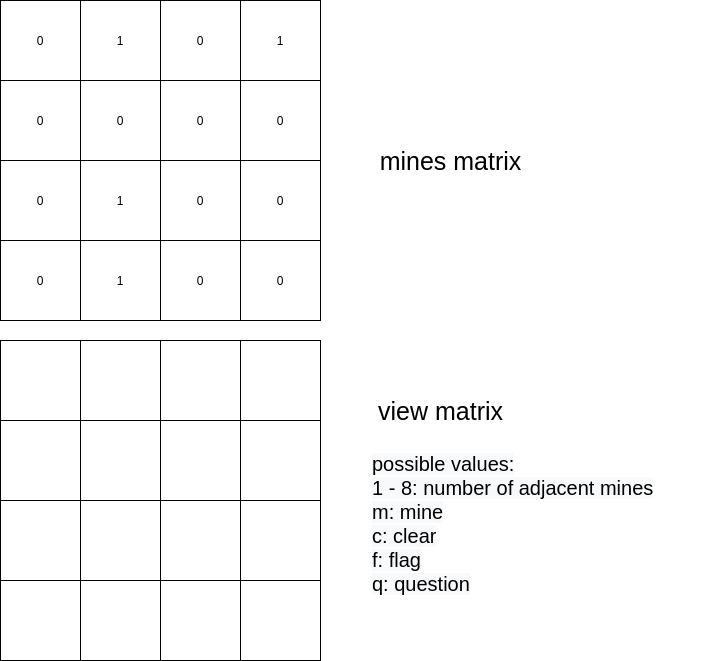 0 1 0 1
0 0 0 0
0 1 0 0
0 1 0 0
mines matrix
view matrix
possible values:
1 - 8: number of adjacent mines
m: mine
c: clear
f: flag
q: question